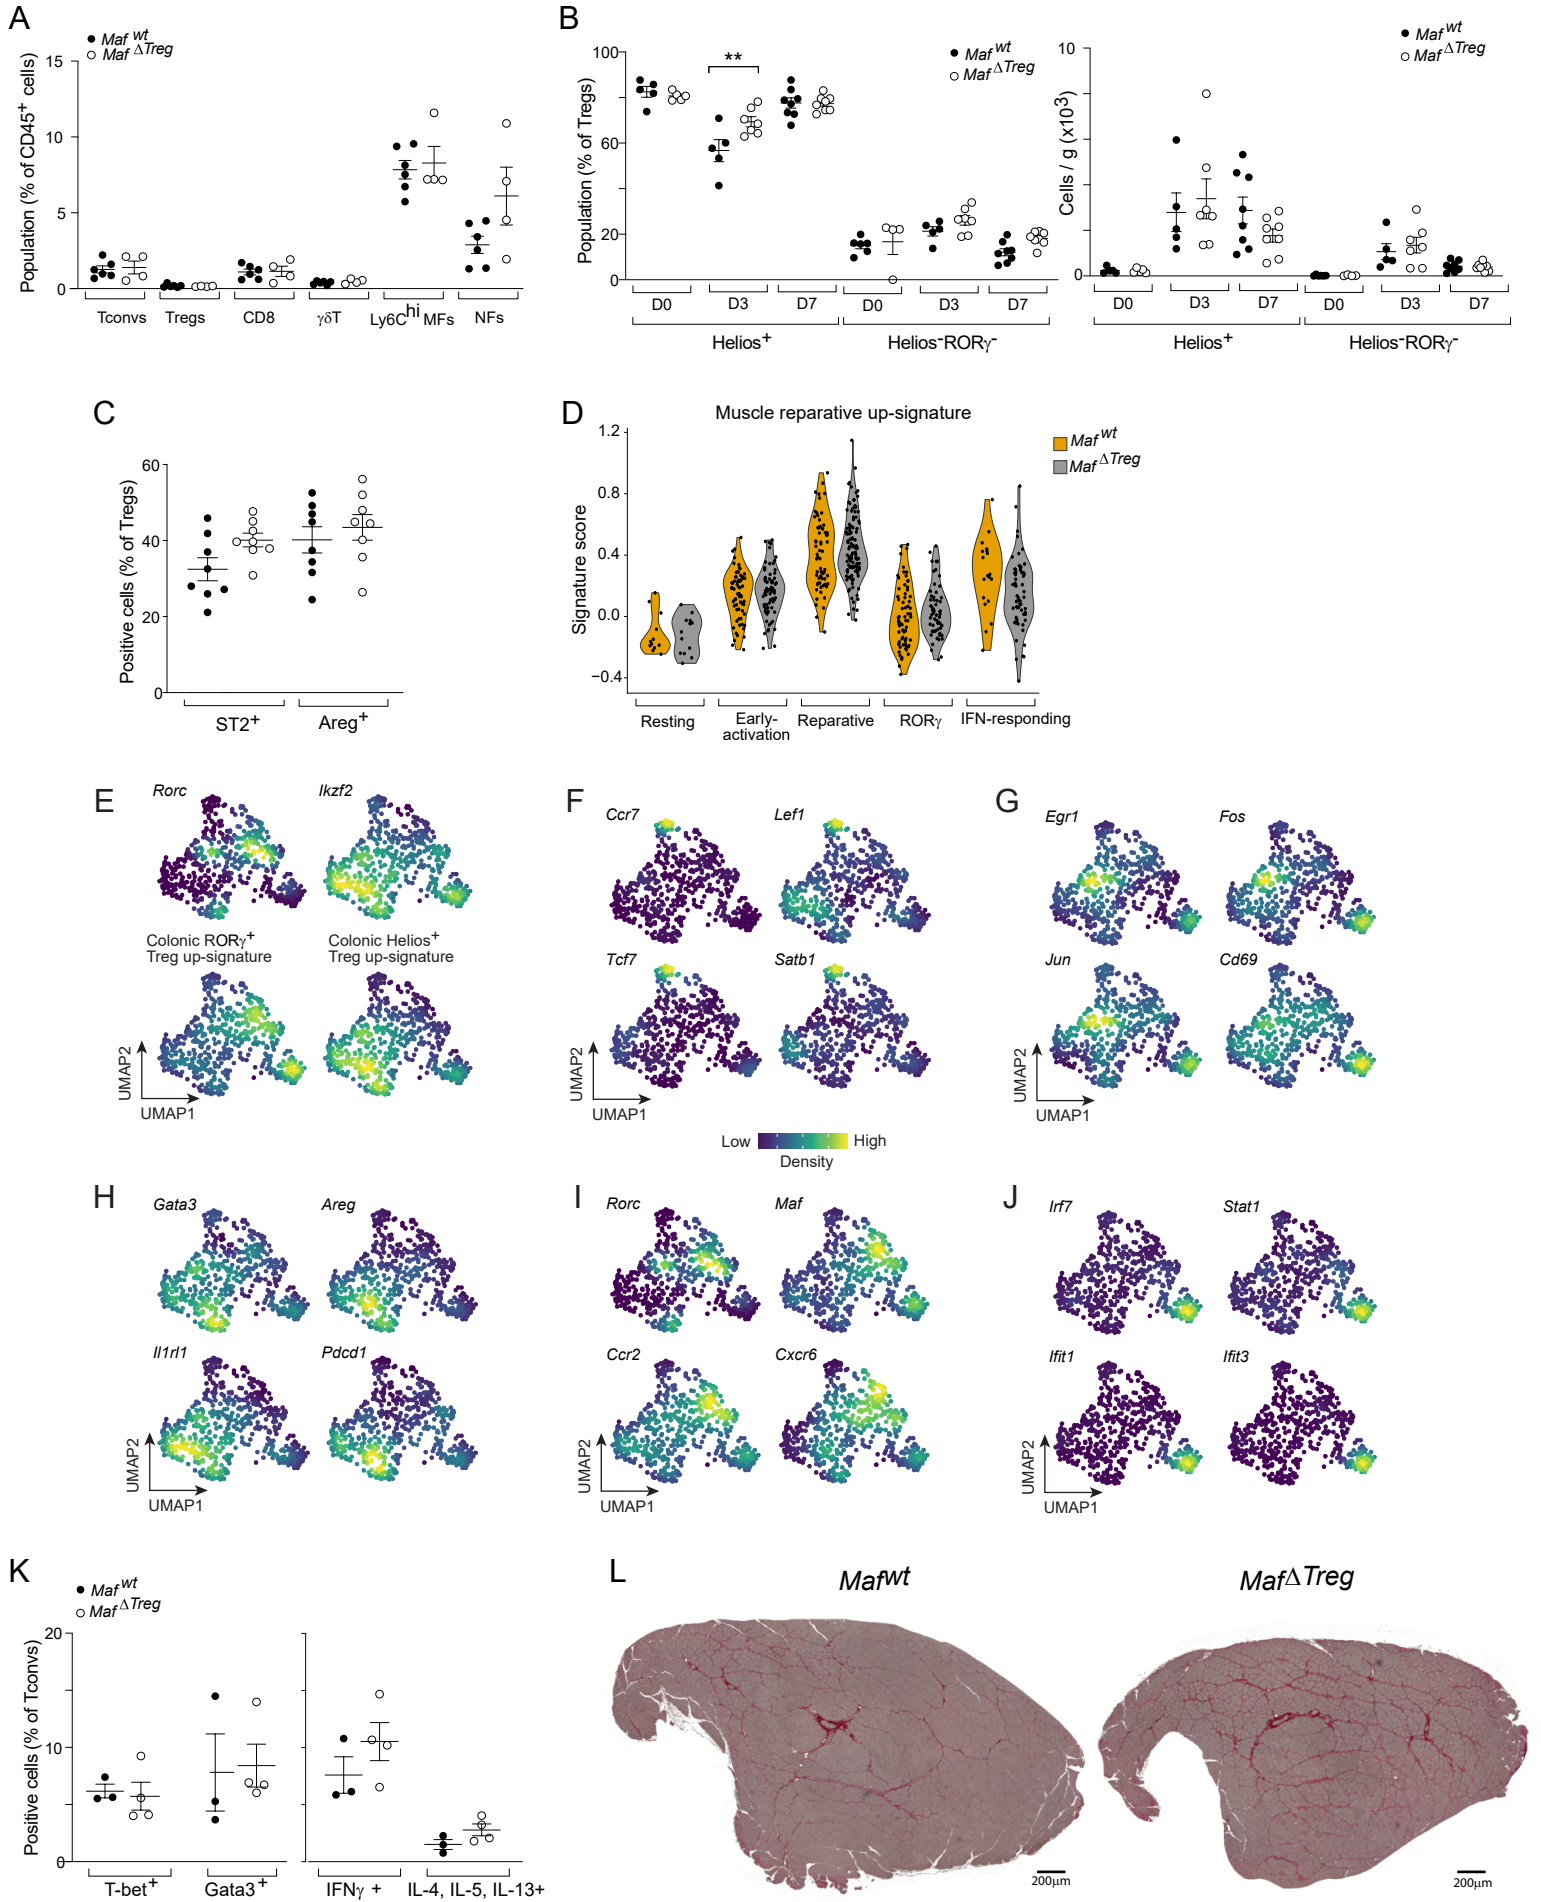 A
Maf wt
Maf ΔTreg
Population (% of CD45+ cells)
15
10
5
0
Tconvs Tregs CD8 γδT Ly6Chi MFs NFs
B
Maf wt
Maf ΔTreg
Population (% of Tregs)
100
60
20
0
**
D0 D3 D7 D0 D3 D7
Helios+ Helios-RORγ-
Maf wt
Maf ΔTreg
Cells / g (x103)
10
0
D0 D3 D7 D0 D3 D7
Helios+ Helios-RORγ-
C
Positive cells (% of Tregs)
60
40
20
0
ST2+ Areg+
D
Muscle reparative up-signature
Maf wt
Maf ΔTreg
Signature score
1.2
0.8
0.4
0.0
−0.4
Resting Early- Reparative RORγ IFN-responding
activation
E
Rorc Ikzf2
Colonic RORγ+ Colonic Helios+
Treg up-signature Treg up-signature
UMAP2
UMAP1
F
Ccr7 Lef1
Tcf7 Satb1
UMAP2
UMAP1
G
Egr1 Fos
Jun Cd69
UMAP2
UMAP1
Low High
Density
H
Gata3 Areg
Il1rl1 Pdcd1
UMAP2
UMAP1
I
Rorc Maf
Ccr2 Cxcr6
UMAP2
UMAP1
J
Irf7 Stat1
Ifit1 Ifit3
UMAP2
UMAP1
K
Maf wt
Maf ΔTreg
Positive cells (% of Tconvs)
20
10
0
T-bet+ Gata3+ IFNγ + IL-4, IL-5, IL-13+
L
Mafwt MafΔTreg
200μm 200μm